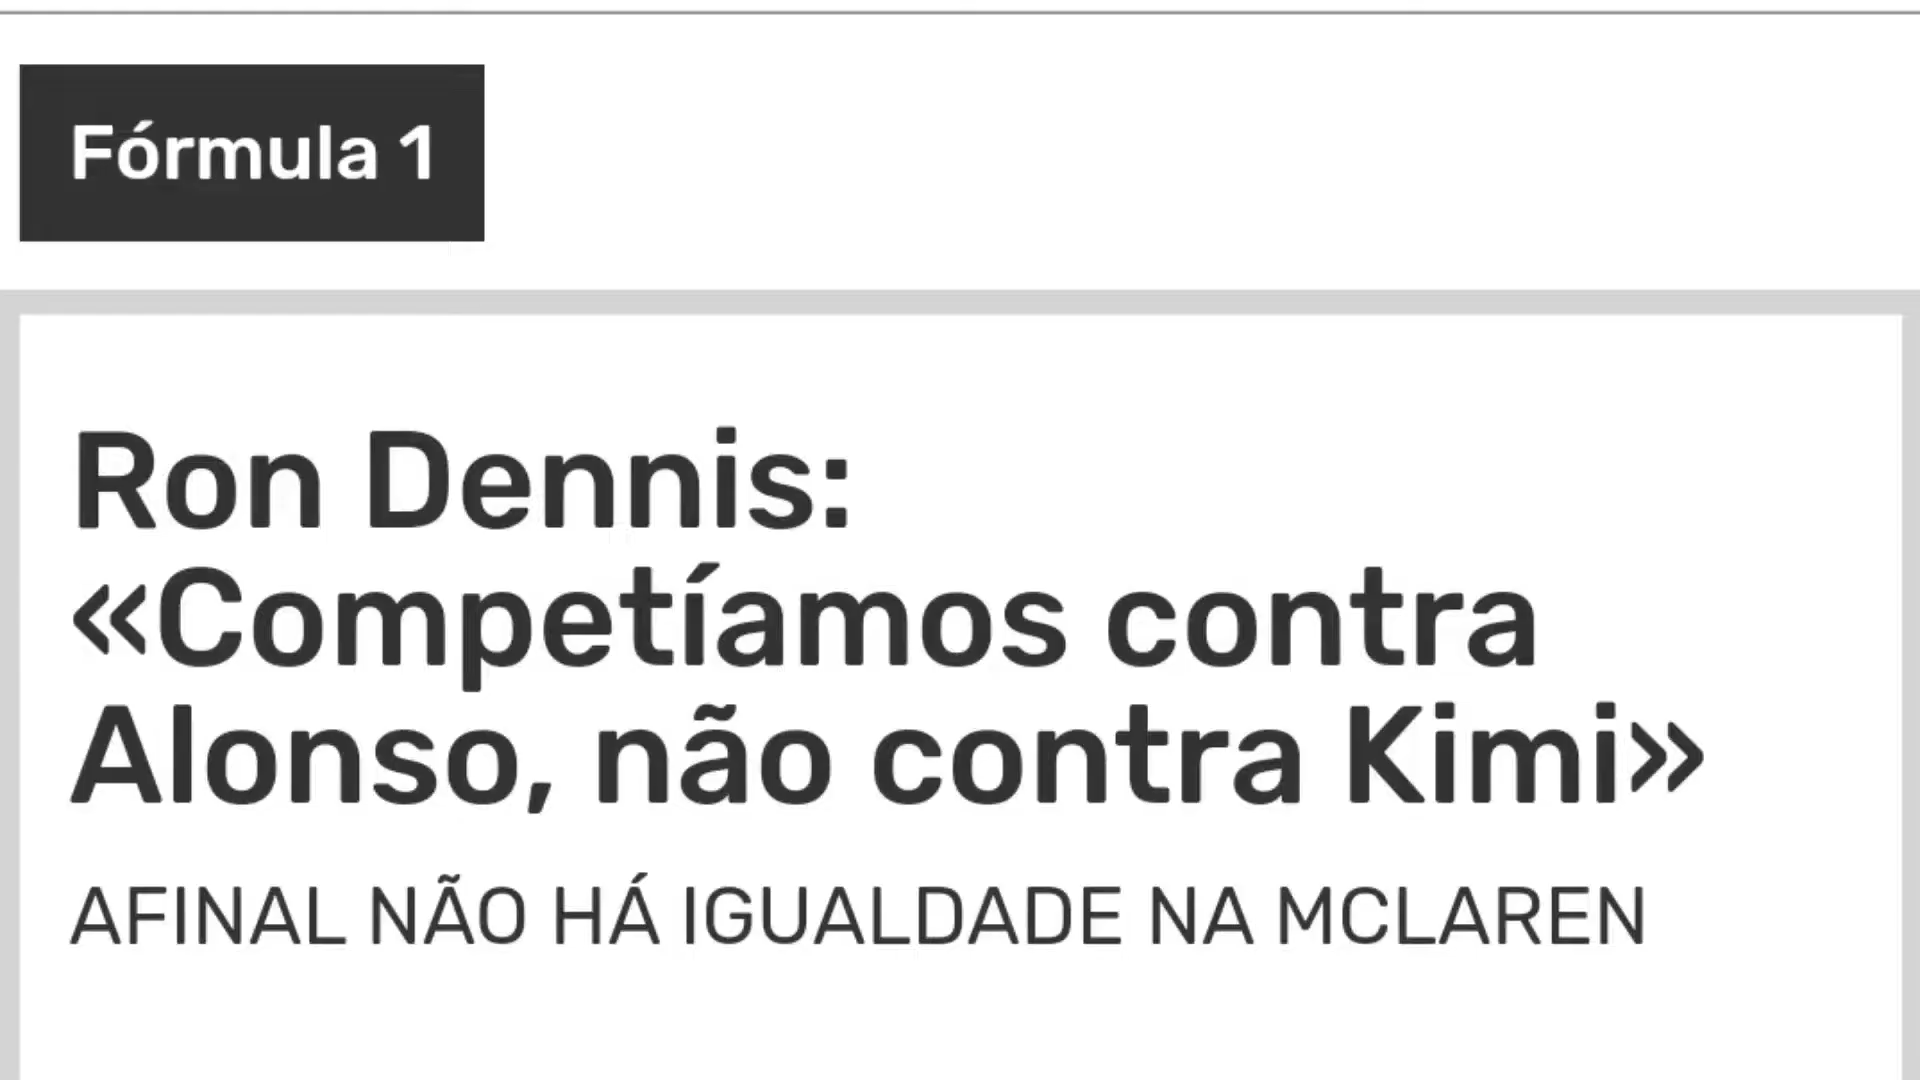 Fórmula 1
Ron Dennis:
«Competíamos contra
Alonso, não contra Kimi»
AFINAL NÃO HÁ IGUALDADE NA MCLAREN